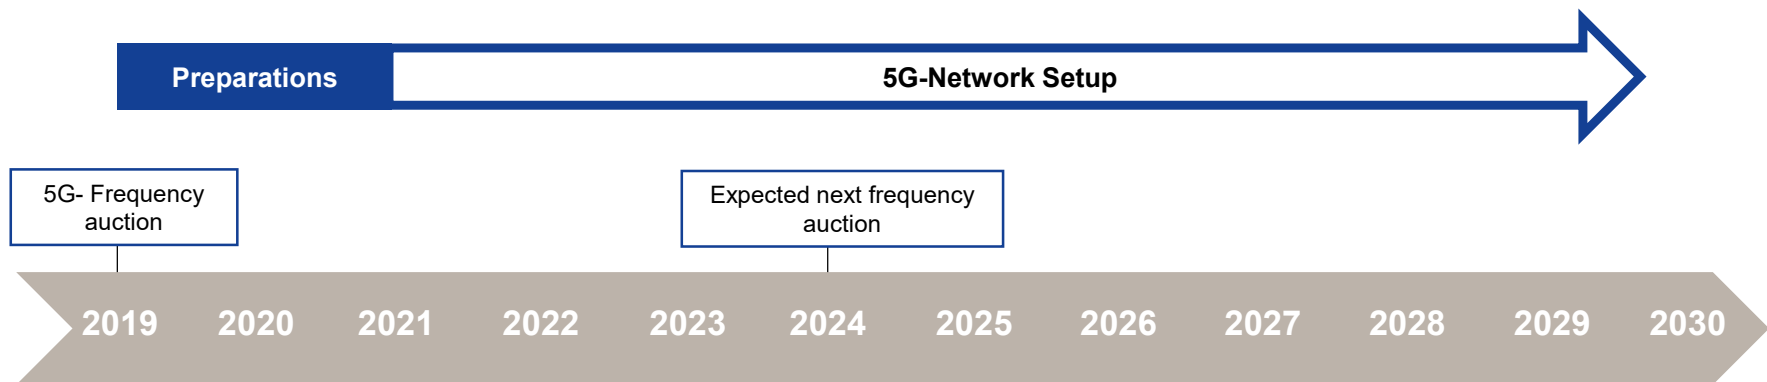 Preparations
5G-Network Setup
5G- Frequency
auction
Expected next frequency
auction
2019 2020 2021 2022 2023 2024 2025 2026 2027 2028 2029 2030